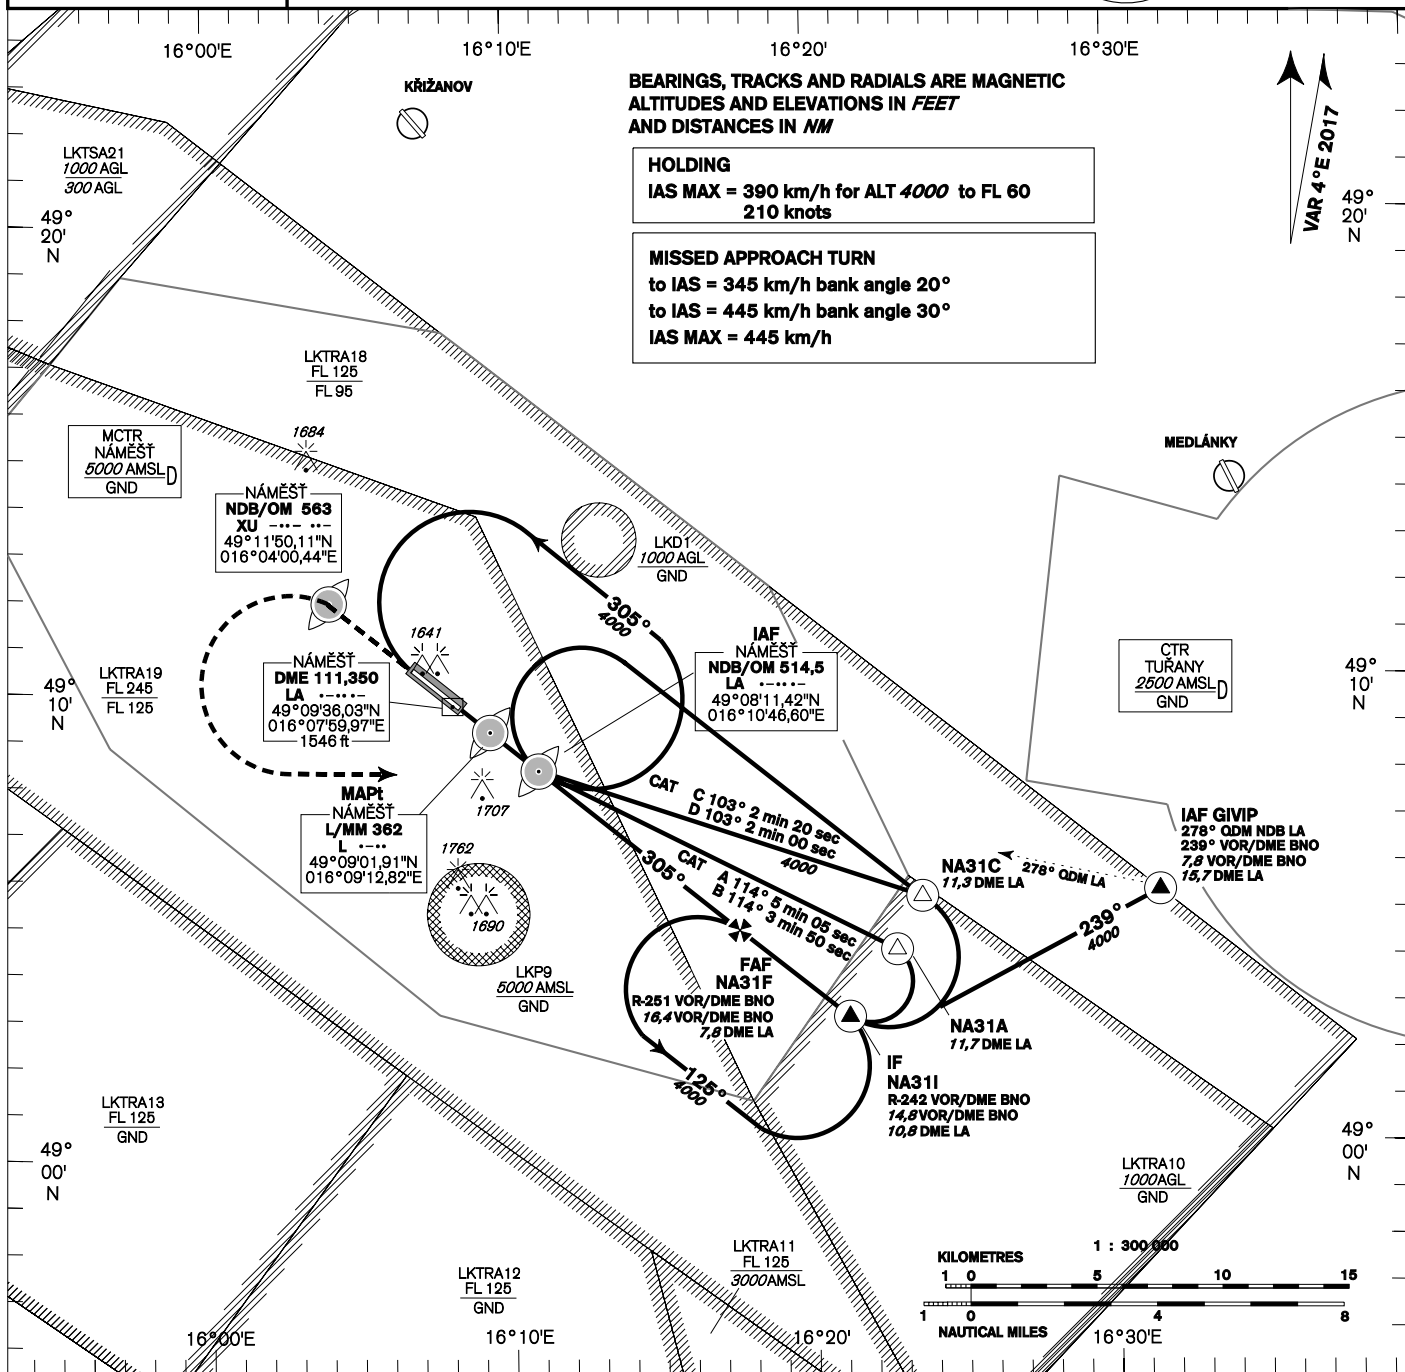 16°00'E
16°10'E
16°20'
16°30'E
KŘIŽANOV
BEARINGS, TRACKS AND RADIALS ARE MAGNETIC
ALTITUDES AND ELEVATIONS IN FEET
AND DISTANCES IN NM
VAR 4°E 2017
HOLDING
IAS MAX = 390 km/h for ALT 4000 to FL 60
210 knots
MISSED APPROACH TURN
to IAS = 345 km/h bank angle 20°
to IAS = 445 km/h bank angle 30°
IAS MAX = 445 km/h
LKTSA21
1000 AGL
300 AGL
49°
20'
N
49°
20'
N
LKTRA18
FL 125
FL 95
MCTR
NÁMĚŠŤ
5000 AMSL
GND
D
1684
MEDLÁNKY
NÁMĚŠŤ
NDB/OM 563
XU -··- ··-
49°11'50,11"N
016°04'00,44"E
LKD1
1000 AGL
GND
305°
4000
1641
IAF
NÁMĚŠŤ
NDB/OM 514,5
LA ·-··-·-
49°08'11,42"N
016°10'46,60"E
CTR
TUŘANY
2500 AMSL
GND
D
LKTRA19
FL 245
FL 125
49°
10'
N
49°
10'
N
NÁMĚŠŤ
DME 111,350
LA ·-··-·-
49°09'36,03"N
016°07'59,97"E
1546 ft
MAPt
NÁMĚŠŤ
L/MM 362
L ·-··
49°09'01,91"N
016°09'12,82"E
1707
1762
1690
LKP9
5000 AMSL
GND
CAT C 103° 2 min 20 sec
D 103° 2 min 00 sec
4000
CAT A 114° 5 min 05 sec
B 114° 3 min 50 sec
305°
NA31C
11,3 DME LA
278° QDM LA
IAF GIVIP
278° QDM NDB LA
239° VOR/DME BNO
7,8 VOR/DME BNO
15,7 DME LA
239°
4000
FAF
NA31F
R-251 VOR/DME BNO
16,4 VOR/DME BNO
7,8 DME LA
NA31A
11,7 DME LA
IF
NA31I
R-242 VOR/DME BNO
14,8 VOR/DME BNO
10,8 DME LA
125°
4000
LKTRA13
FL 125
GND
49°
00'
N
49°
00'
N
LKTRA10
1000AGL
GND
LKTRA11
FL 125
3000AMSL
LKTRA12
FL 125
GND
1 : 300 000
KILOMETRES
1 0 5 10 15
1 0 4 8
NAUTICAL MILES
16°00'E
16°10'E
16°20'
16°30'E